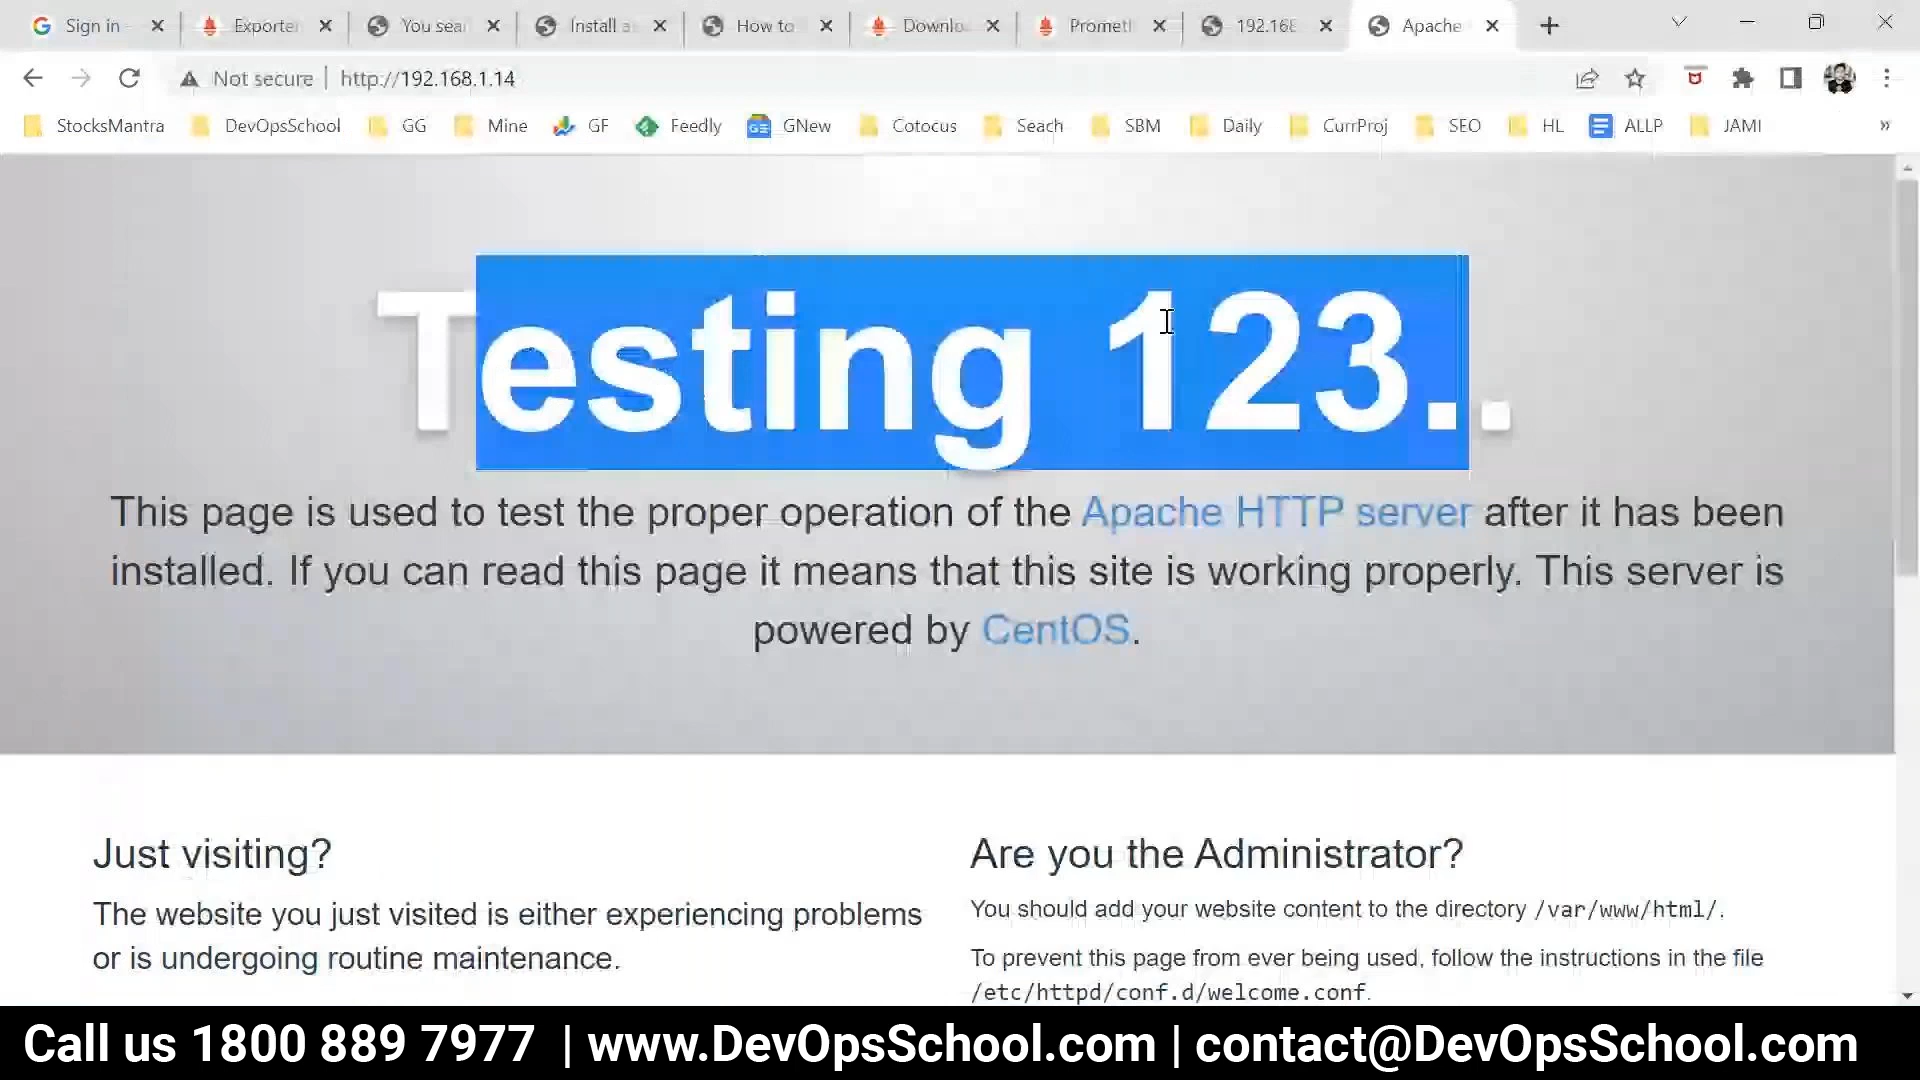 Sign in
Exporter
You sear
Install a
How to
Downlo
Prometh
192.168
Apache
Not secure | http://192.168.1.14
StocksMantra DevOpsSchool GG Mine GF Feedly GNew Cotocus Seach SBM Daily CurrProj SEO HL ALLP JAMI »
Testing 123..
This page is used to test the proper operation of the Apache HTTP server after it has been
installed. If you can read this page it means that this site is working properly. This server is
powered by CentOS.
Just visiting?
The website you just visited is either experiencing problems
or is undergoing routine maintenance.
Are you the Administrator?
You should add your website content to the directory /var/www/html/.
To prevent this page from ever being used, follow the instructions in the file
/etc/httpd/conf.d/welcome.conf.
Call us 1800 889 7977 | www.DevOpsSchool.com | contact@DevOpsSchool.com